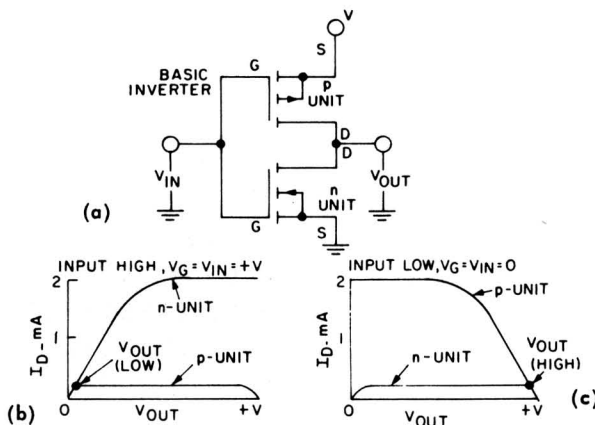 V
S
G
BASIC
INVERTER
p
UNIT
D
D
V_IN
V_OUT
n
UNIT
(a)
G
S
INPUT HIGH, V_G=V_IN=+V
2
n-UNIT
1
I_D-mA
V_OUT
(LOW)
p-UNIT
(b)
0
V_OUT
+V
INPUT LOW, V_G=V_IN=0
2
p-UNIT
1
I_D-mA
n-UNIT
V_OUT
(HIGH)
(c)
0
V_OUT
+V